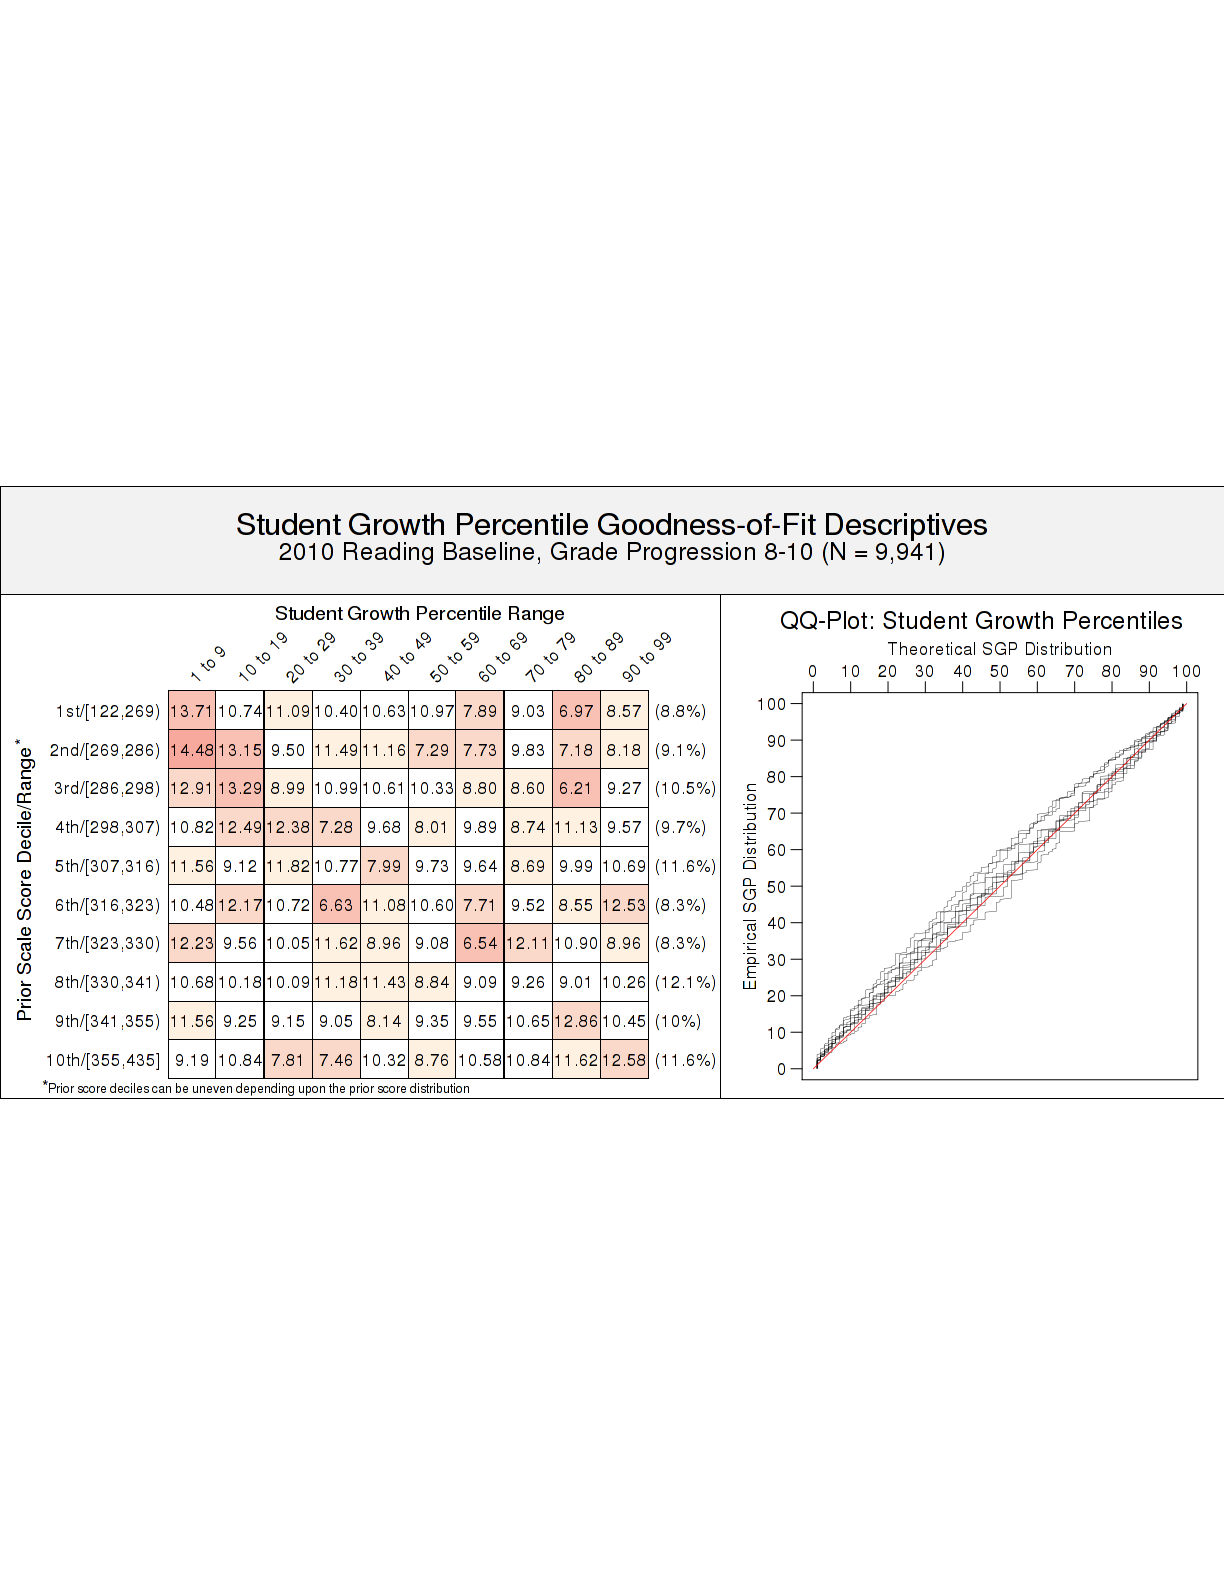 Student Growth Percentile Goodness-of-Fit Descriptives
2010 Reading Baseline, Grade Progression 8-10 (N = 9,941)
Student Growth Percentile Range
1 to 9 10 to 19 20 to 29 30 to 39 40 to 49 50 to 59 60 to 69 70 to 79 80 to 89 90 to 99
Prior Scale Score Decile/Range*
1st/[122,269) 13.71 10.74 11.09 10.40 10.63 10.97 7.89 9.03 6.97 8.57 (8.8%)
2nd/[269,286) 14.48 13.15 9.50 11.49 11.16 7.29 7.73 9.83 7.18 8.18 (9.1%)
3rd/[286,298) 12.91 13.29 8.99 10.99 10.61 10.33 8.80 8.60 6.21 9.27 (10.5%)
4th/[298,307) 10.82 12.49 12.38 7.28 9.68 8.01 9.89 8.74 11.13 9.57 (9.7%)
5th/[307,316) 11.56 9.12 11.82 10.77 7.99 9.73 9.64 8.69 9.99 10.69 (11.6%)
6th/[316,323) 10.48 12.17 10.72 6.63 11.08 10.60 7.71 9.52 8.55 12.53 (8.3%)
7th/[323,330) 12.23 9.56 10.05 11.62 8.96 9.08 6.54 12.11 10.90 8.96 (8.3%)
8th/[330,341) 10.68 10.18 10.09 11.18 11.43 8.84 9.09 9.26 9.01 10.26 (12.1%)
9th/[341,355) 11.56 9.25 9.15 9.05 8.14 9.35 9.55 10.65 12.86 10.45 (10%)
10th/[355,435] 9.19 10.84 7.81 7.46 10.32 8.76 10.58 10.84 11.62 12.58 (11.6%)
*Prior score deciles can be uneven depending upon the prior score distribution
QQ-Plot: Student Growth Percentiles
Theoretical SGP Distribution
0 10 20 30 40 50 60 70 80 90 100
Empirical SGP Distribution
100
90
80
70
60
50
40
30
20
10
0